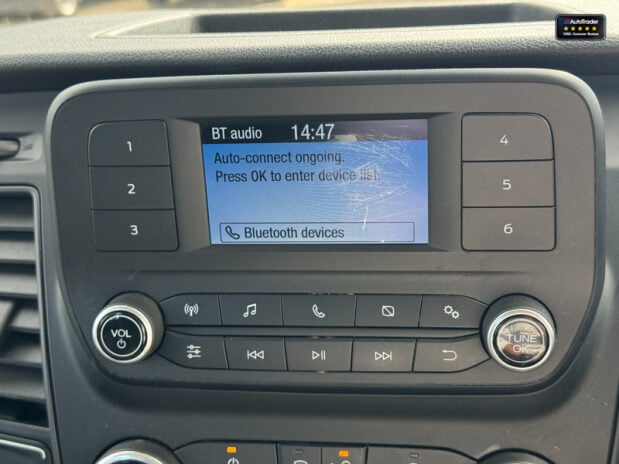 AutoTrader
BT audio 14:47
Auto-connect ongoing.
Press OK to enter device list.
Bluetooth devices
1
2
3
4
5
6
VOL
TUNE
OK